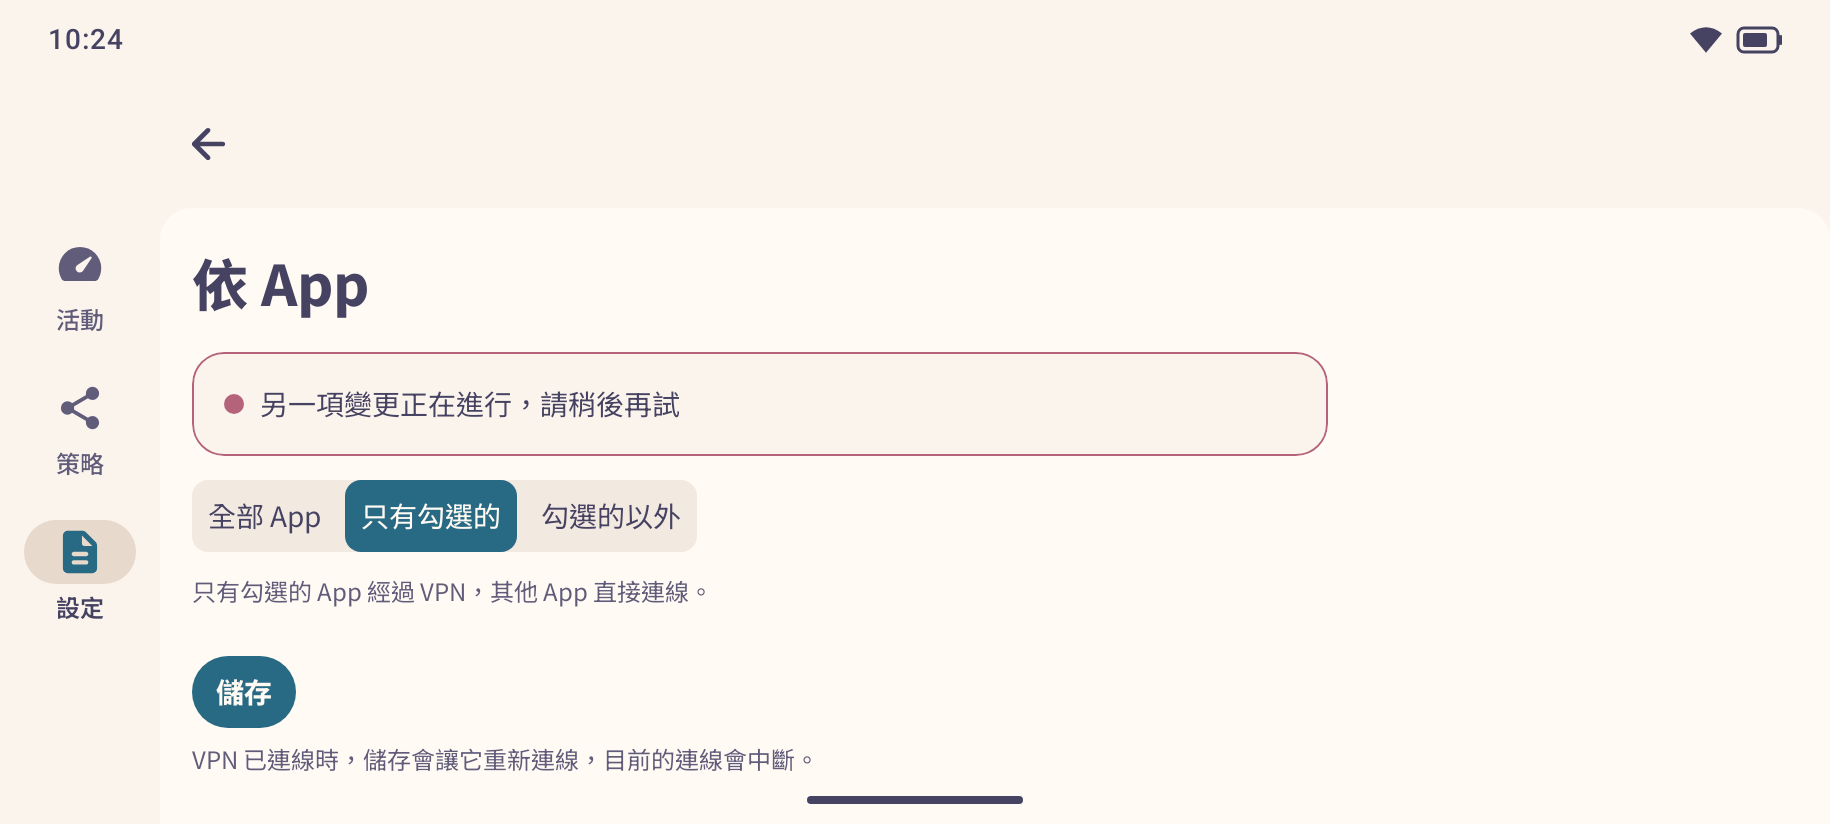 10:24
活動
策略
設定
依 App
另一項變更正在進行，請稍後再試
全部 App
只有勾選的
勾選的以外
只有勾選的 App 經過 VPN，其他 App 直接連線。
儲存
VPN 已連線時，儲存會讓它重新連線，目前的連線會中斷。